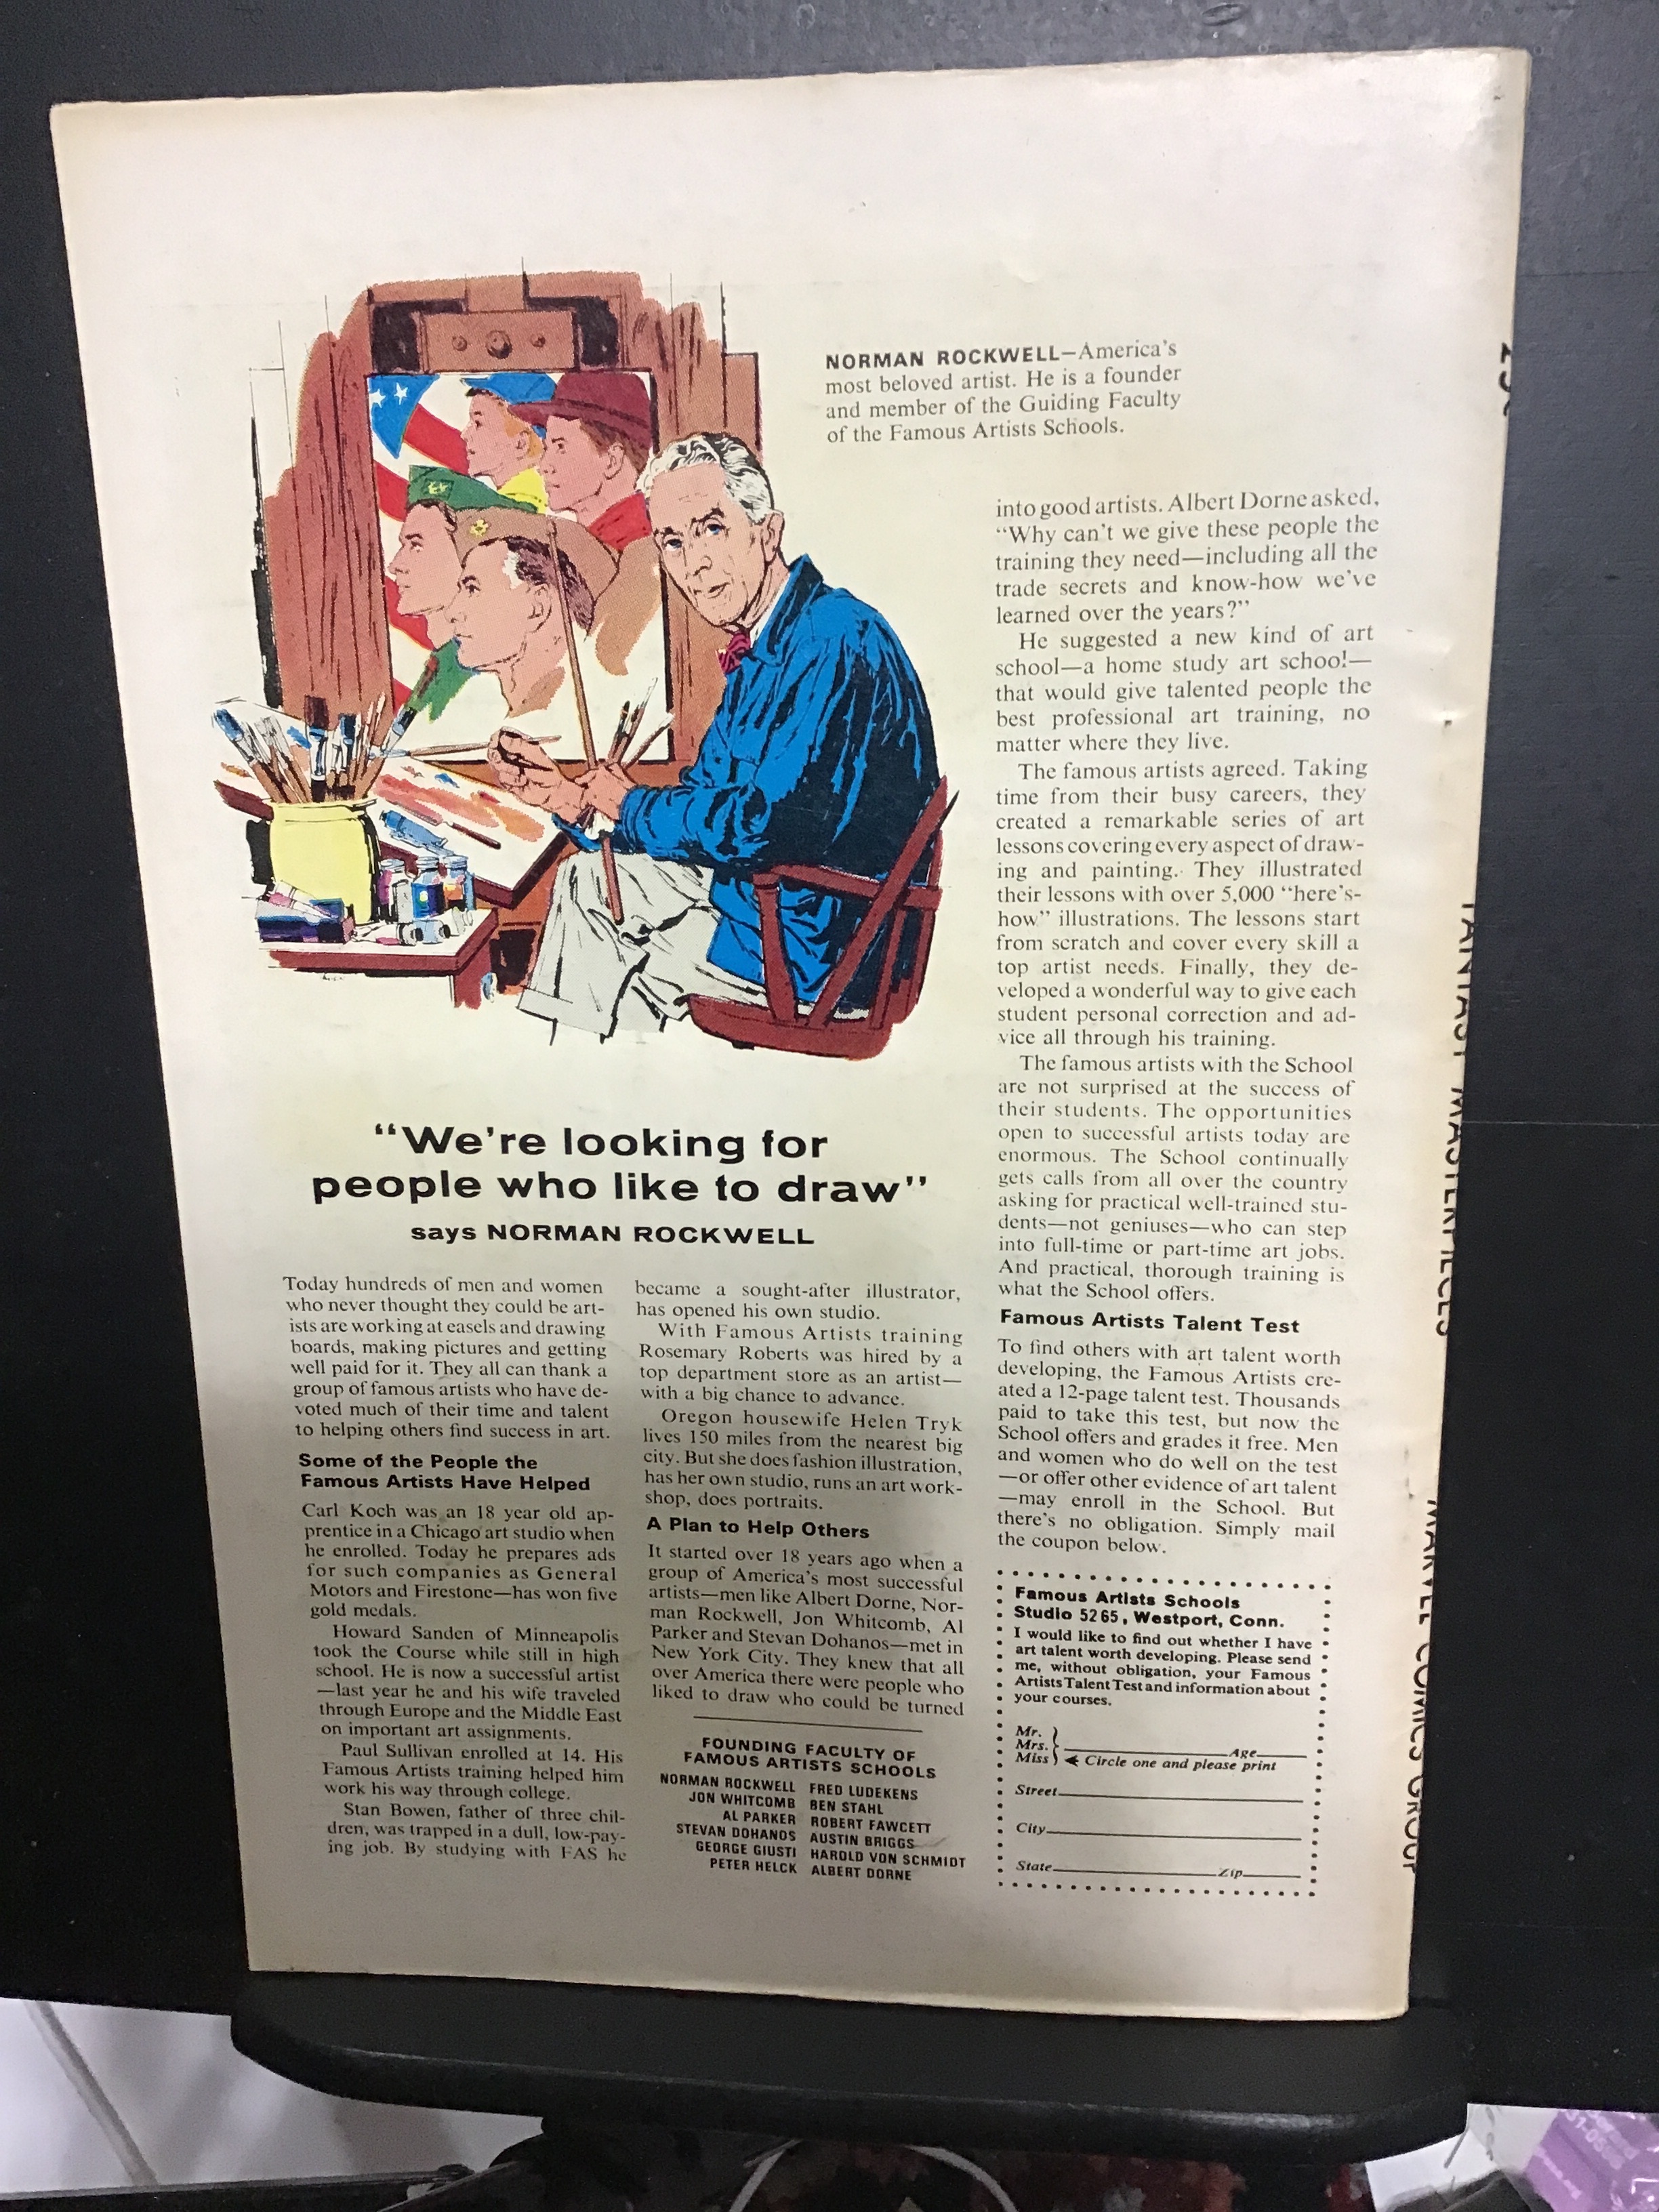 NORMAN ROCKWELL—America's
most beloved artist. He is a founder
and member of the Guiding Faculty
of the Famous Artists Schools.
"We're looking for
people who like to draw"
says NORMAN ROCKWELL
Today hundreds of men and women
who never thought they could be art-
ists are working at easels and drawing
boards, making pictures and getting
well paid for it. They all can thank a
group of famous artists who have de-
voted much of their time and talent
to helping others find success in art.
Some of the People the
Famous Artists Have Helped
Carl Koch was an 18 year old ap-
prentice in a Chicago art studio when
he enrolled. Today he prepares ads
for such companies as General
Motors and Firestone—has won five
gold medals.
Howard Sanden of Minneapolis
took the Course while still in high
school. He is now a successful artist
—last year he and his wife traveled
through Europe and the Middle East
on important art assignments.
Paul Sullivan enrolled at 14. His
Famous Artists training helped him
work his way through college.
Stan Bowen, father of three chil-
dren, was trapped in a dull, low-pay-
ing job. By studying with FAS he
became a sought-after illustrator,
has opened his own studio.
With Famous Artists training
Rosemary Roberts was hired by a
top department store as an artist—
with a big chance to advance.
Oregon housewife Helen Tryk
lives 150 miles from the nearest big
city. But she does fashion illustration,
has her own studio, runs an art work-
shop, does portraits.
A Plan to Help Others
It started over 18 years ago when a
group of America's most successful
artists—men like Albert Dorne, Nor-
man Rockwell, Jon Whitcomb, Al
Parker and Stevan Dohanos—met in
New York City. They knew that all
over America there were people who
liked to draw who could be turned
FOUNDING FACULTY OF
FAMOUS ARTISTS SCHOOLS
NORMAN ROCKWELL FRED LUDEKENS
JON WHITCOMB BEN STAHL
AL PARKER ROBERT FAWCETT
STEVAN DOHANOS AUSTIN BRIGGS
GEORGE GIUSTI HAROLD VON SCHMIDT
PETER HELCK ALBERT DORNE
into good artists. Albert Dorne asked,
"Why can't we give these people the
training they need—including all the
trade secrets and know-how we've
learned over the years?"
He suggested a new kind of art
school—a home study art school—
that would give talented people the
best professional art training, no
matter where they live.
The famous artists agreed. Taking
time from their busy careers, they
created a remarkable series of art
lessons covering every aspect of draw-
ing and painting. They illustrated
their lessons with over 5,000 "here's-
how" illustrations. The lessons start
from scratch and cover every skill a
top artist needs. Finally, they de-
veloped a wonderful way to give each
student personal correction and ad-
vice all through his training.
The famous artists with the School
are not surprised at the success of
their students. The opportunities
open to successful artists today are
enormous. The School continually
gets calls from all over the country
asking for practical well-trained stu-
dents—not geniuses—who can step
into full-time or part-time art jobs.
And practical, thorough training is
what the School offers.
Famous Artists Talent Test
To find others with art talent worth
developing, the Famous Artists cre-
ated a 12-page talent test. Thousands
paid to take this test, but now the
School offers and grades it free. Men
and women who do well on the test
—or offer other evidence of art talent
—may enroll in the School. But
there's no obligation. Simply mail
the coupon below.
Famous Artists Schools
Studio 5265, Westport, Conn.
I would like to find out whether I have
art talent worth developing. Please send
me, without obligation, your Famous
Artists Talent Test and information about
your courses.
Mr.
Mrs. Age
Miss Circle one and please print
Street
City
State Zip
FANTASY MASTERPIECES
MARVEL COMICS GROUP